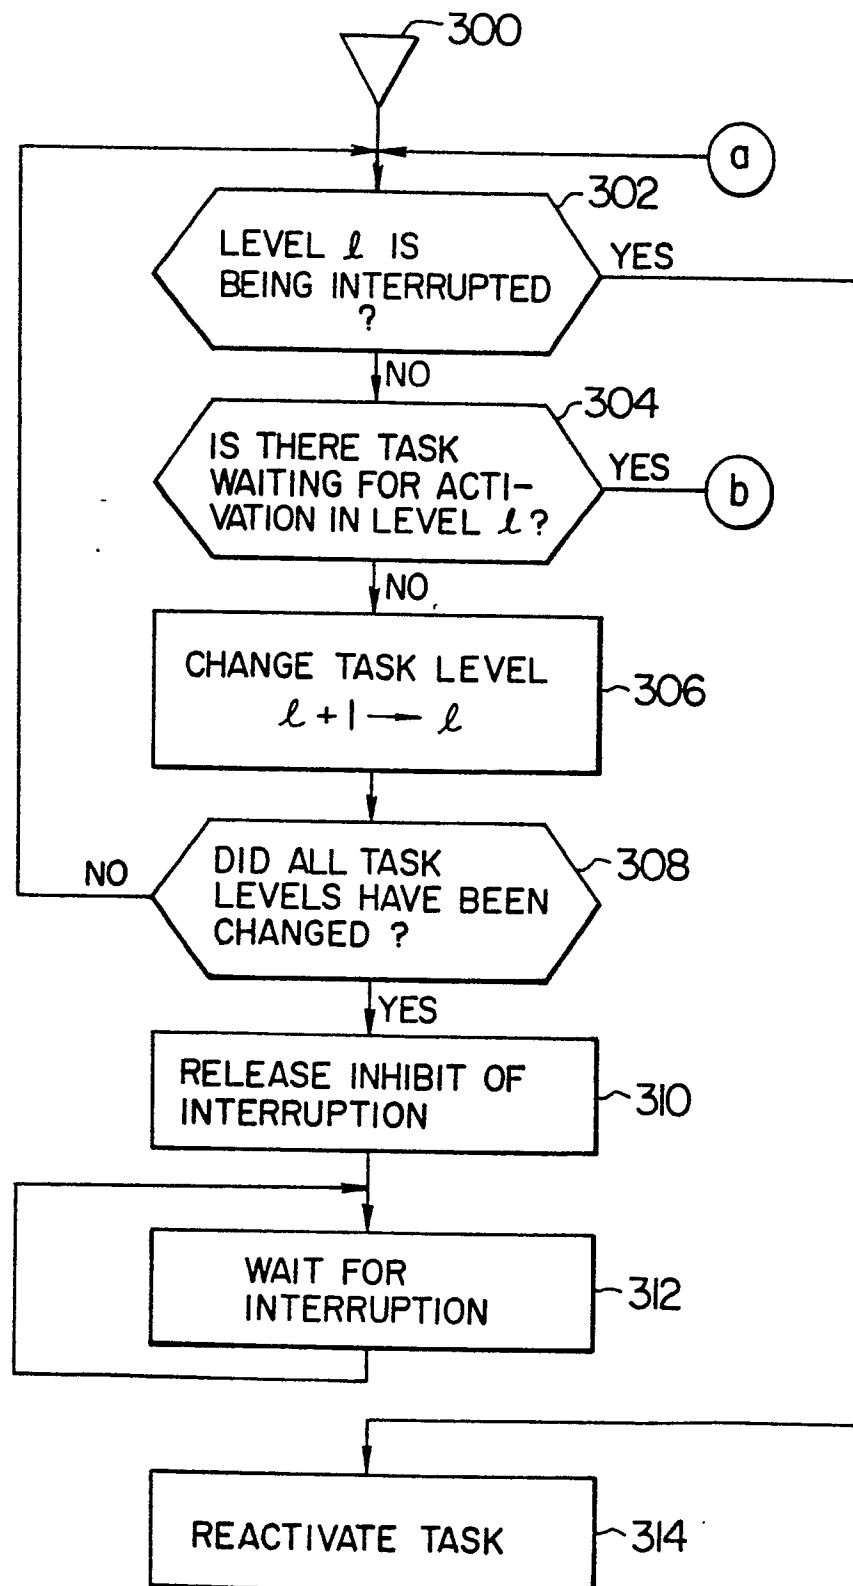 300
a
302
LEVEL ℓ IS
BEING INTERRUPTED
?
YES
NO
304
IS THERE TASK
WAITING FOR ACTI-
VATION IN LEVEL ℓ?
YES
b
NO
CHANGE TASK LEVEL
ℓ + 1 → ℓ
306
308
DID ALL TASK
LEVELS HAVE BEEN
CHANGED ?
NO
YES
RELEASE INHIBIT OF
INTERRUPTION
310
WAIT FOR
INTERRUPTION
312
REACTIVATE TASK
314